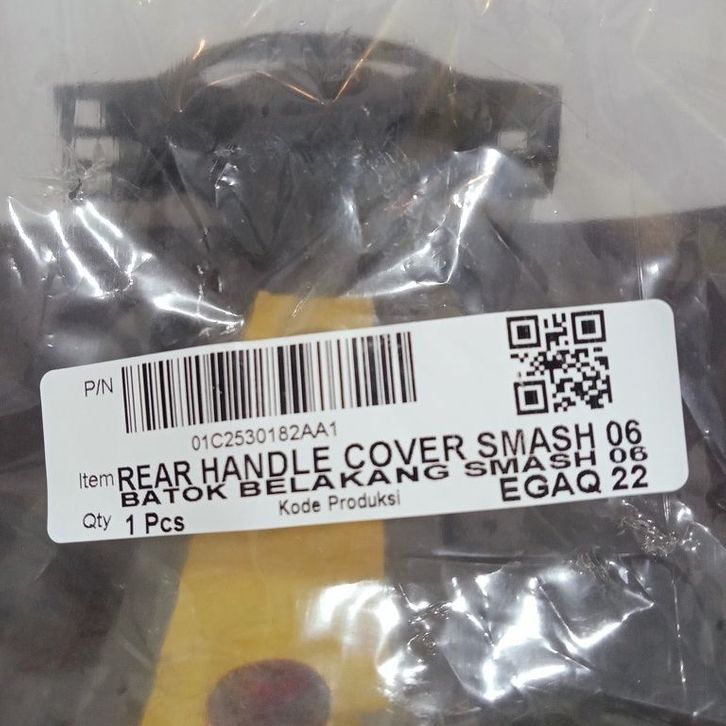 P/N
01C2530182AA1
Item REAR HANDLE COVER SMASH 06
BATOK BELAKANG SMASH 06
Qty 1 Pcs Kode Produksi EGAQ 22